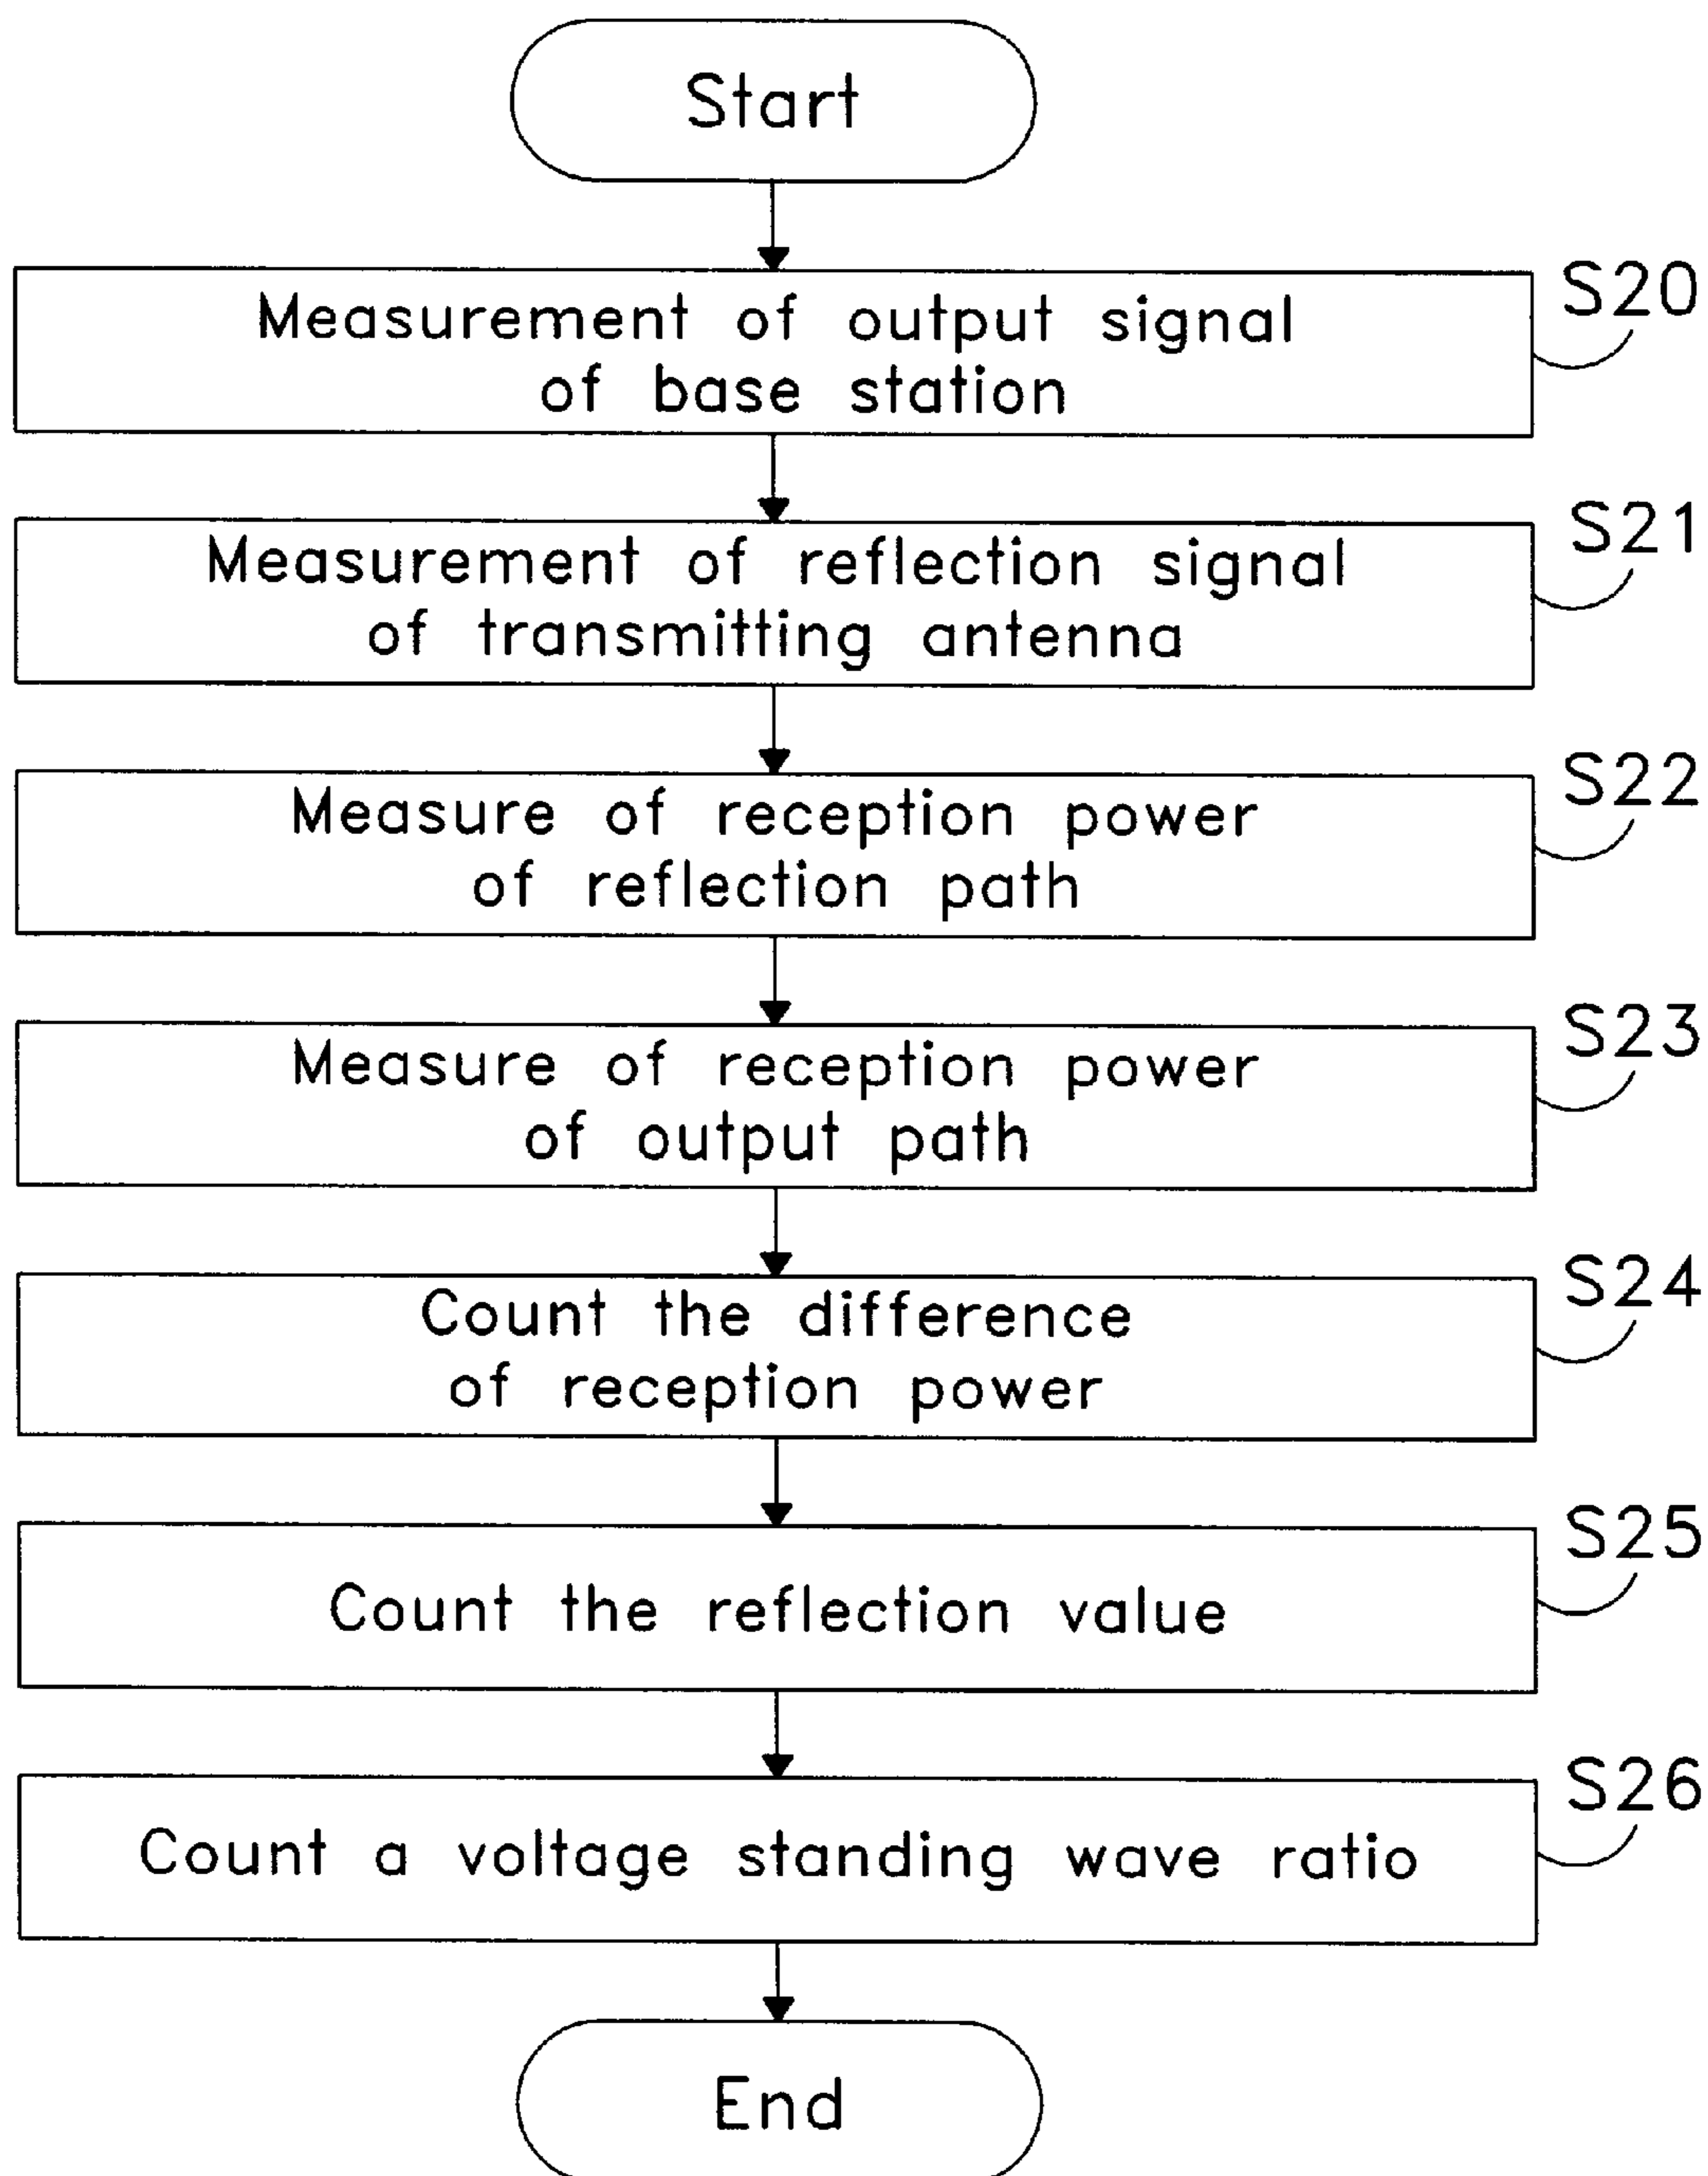 Start
S20
Measurement of output signal
of base station
S21
Measurement of reflection signal
of transmitting antenna
S22
Measure of reception power
of reflection path
S23
Measure of reception power
of output path
S24
Count the difference
of reception power
S25
Count the reflection value
S26
Count a voltage standing wave ratio
End